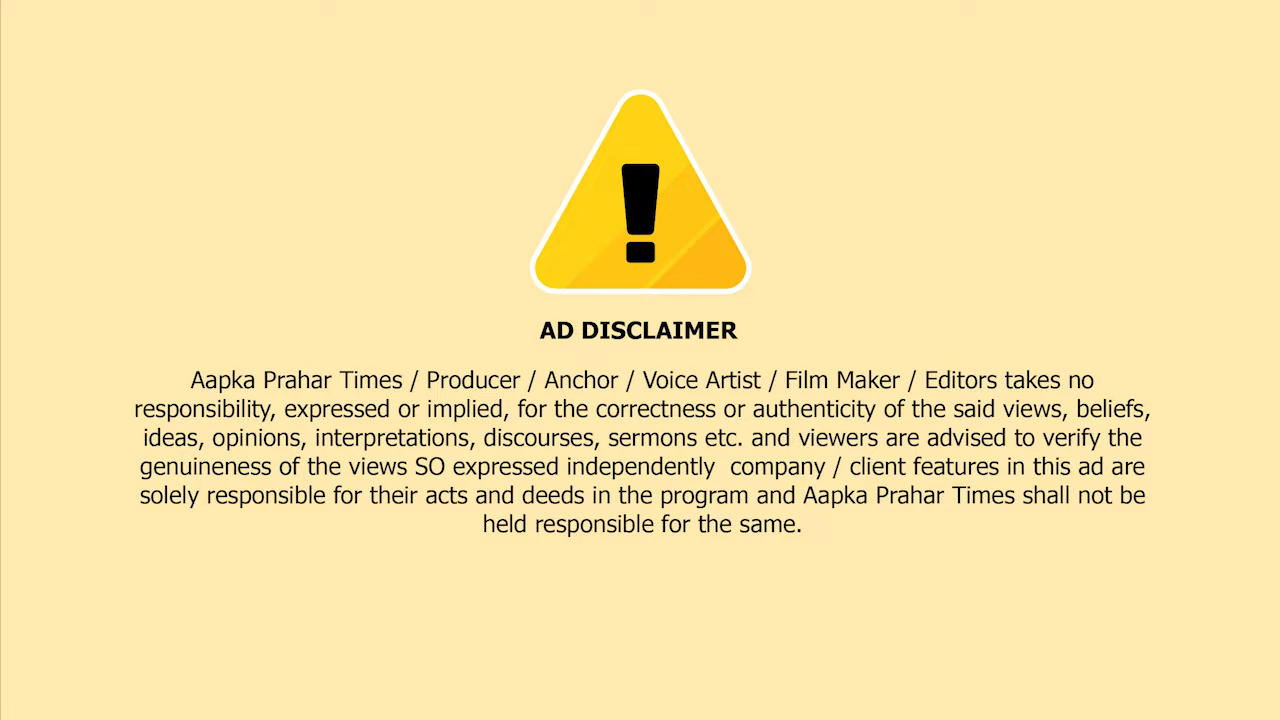 AD DISCLAIMER
Aapka Prahar Times / Producer / Anchor / Voice Artist / Film Maker / Editors takes no
responsibility, expressed or implied, for the correctness or authenticity of the said views, beliefs,
ideas, opinions, interpretations, discourses, sermons etc. and viewers are advised to verify the
genuineness of the views SO expressed independently  company / client features in this ad are
solely responsible for their acts and deeds in the program and Aapka Prahar Times shall not be
held responsible for the same.